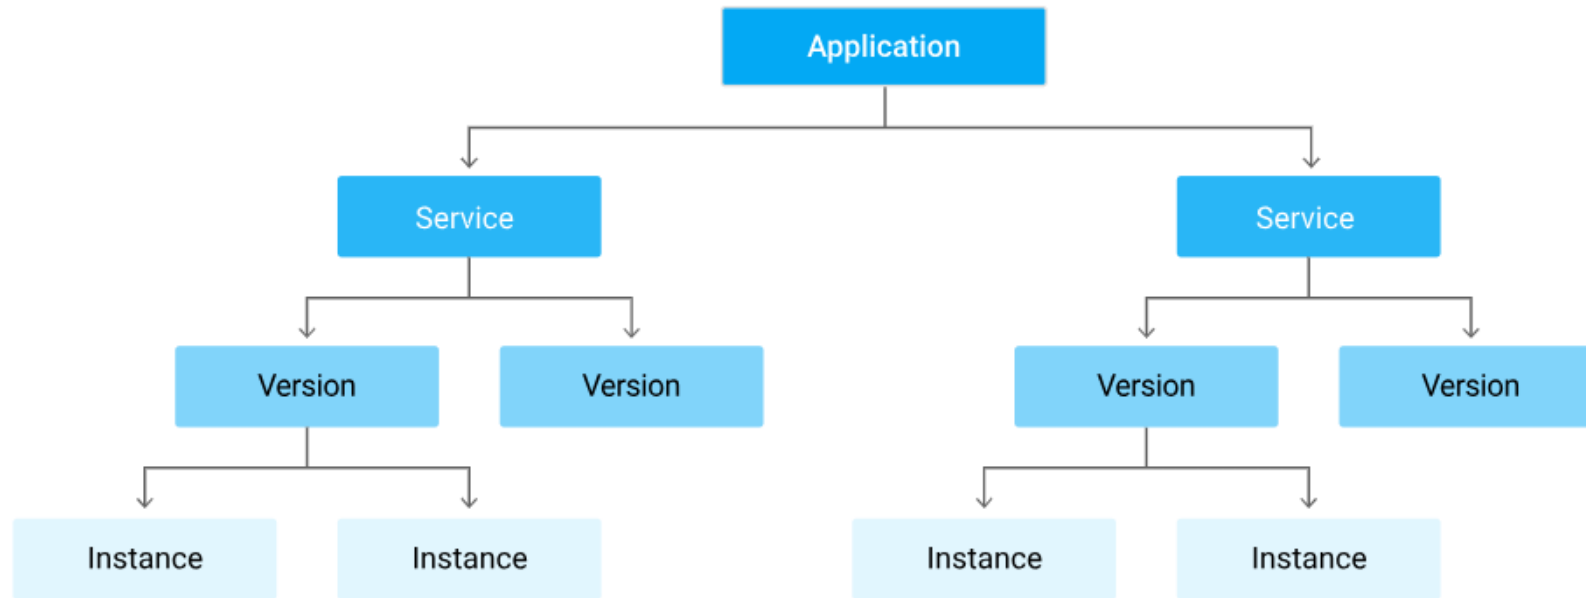 Application
Service
Service
Version
Version
Version
Version
Instance
Instance
Instance
Instance